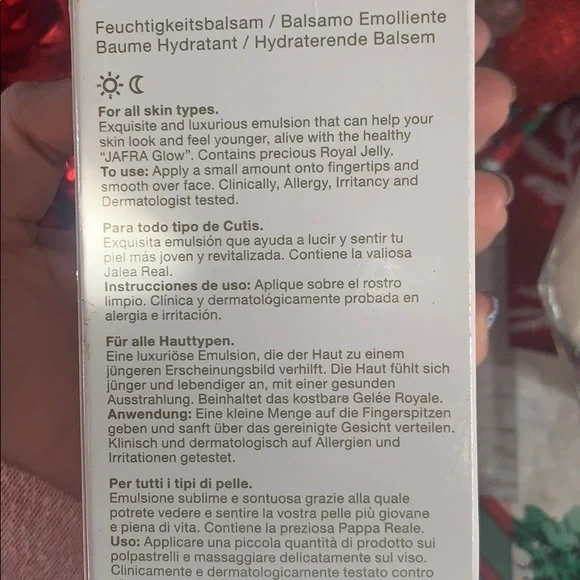 Feuchtigkeitsbalsam / Balsamo Emolliente
Baume Hydratant / Hydraterende Balsem
For all skin types.
Exquisite and luxurious emulsion that can help your
skin look and feel younger, alive with the healthy
"JAFRA Glow". Contains precious Royal Jelly.
To use: Apply a small amount onto fingertips and
smooth over face. Clinically, Allergy, Irritancy and
Dermatologist tested.
Para todo tipo de Cutis.
Exquisita emulsión que ayuda a lucir y sentir tu
piel más joven y revitalizada. Contiene la valiosa
Jalea Real.
Instrucciones de uso: Aplique sobre el rostro
limpio. Clínica y dermatológicamente probada en
alergia e irritación.
Für alle Hauttypen.
Eine luxuriöse Emulsion, die der Haut zu einem
jüngeren Erscheinungsbild verhilft. Die Haut fühlt sich
jünger und lebendiger an, mit einer gesunden
Ausstrahlung. Beinhaltet das kostbare Gelée Royale.
Anwendung: Eine kleine Menge auf die Fingerspitzen
geben und sanft über das gereinigte Gesicht verteilen.
Klinisch und dermatologisch auf Allergien und
Irritationen getestet.
Per tutti i tipi di pelle.
Emulsione sublime e sontuosa grazie alla quale
potrete vedere e sentire la vostra pelle più giovane
e piena di vita. Contiene la preziosa Pappa Reale.
Uso: Applicare una piccola quantità di prodotto sui
polpastrelli e massaggiare delicatamente sul viso.
Clinicamente e dermatologicamente testato contro